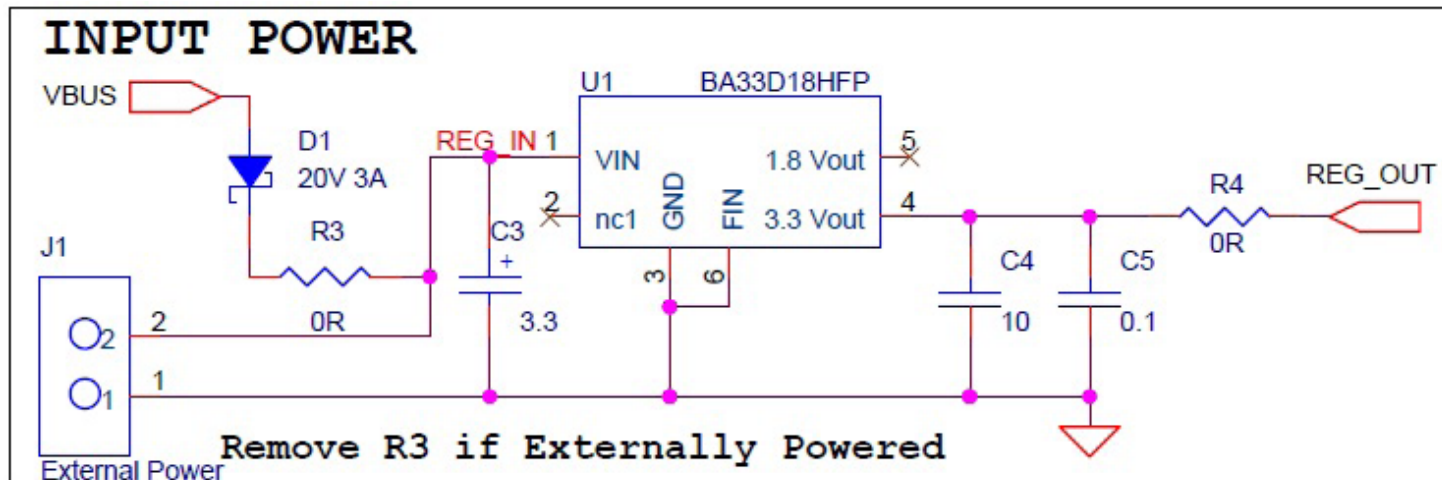 INPUT POWER
VBUS
D1
20V 3A
R3
0R
J1
2
1
2
1
External Power
REG_IN
C3
+
3.3
U1
BA33D18HFP
1
VIN
2
nc1
GND
3
FIN
6
1.8 Vout
5
3.3 Vout
4
C4
10
C5
0.1
R4
0R
REG_OUT
Remove R3 if Externally Powered